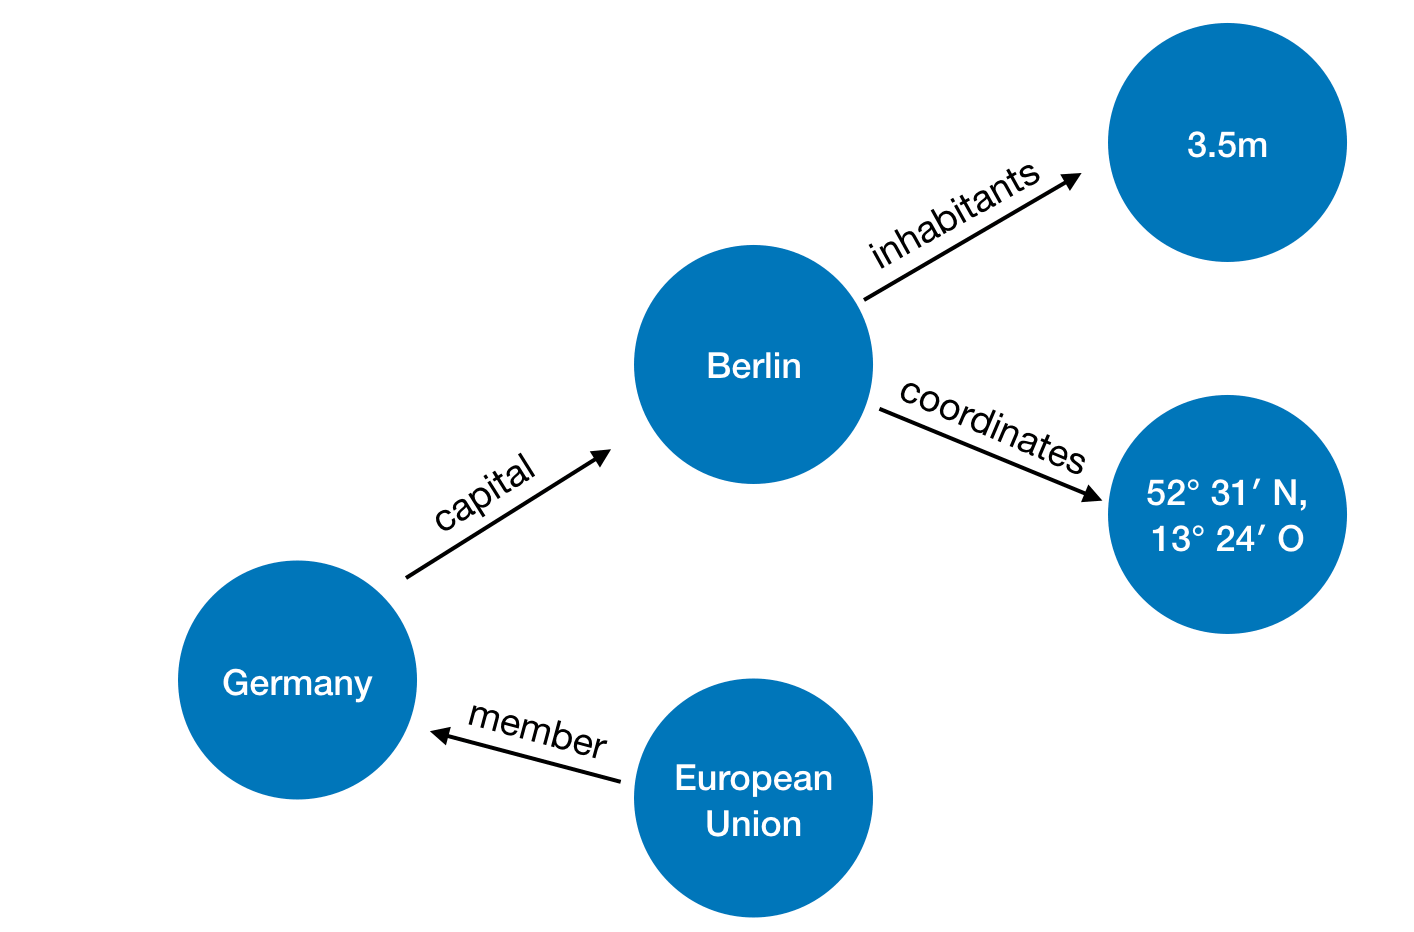 3.5m
inhabitants
Berlin
coordinates
52° 31′ N,
13° 24′ O
capital
Germany
member
European
Union